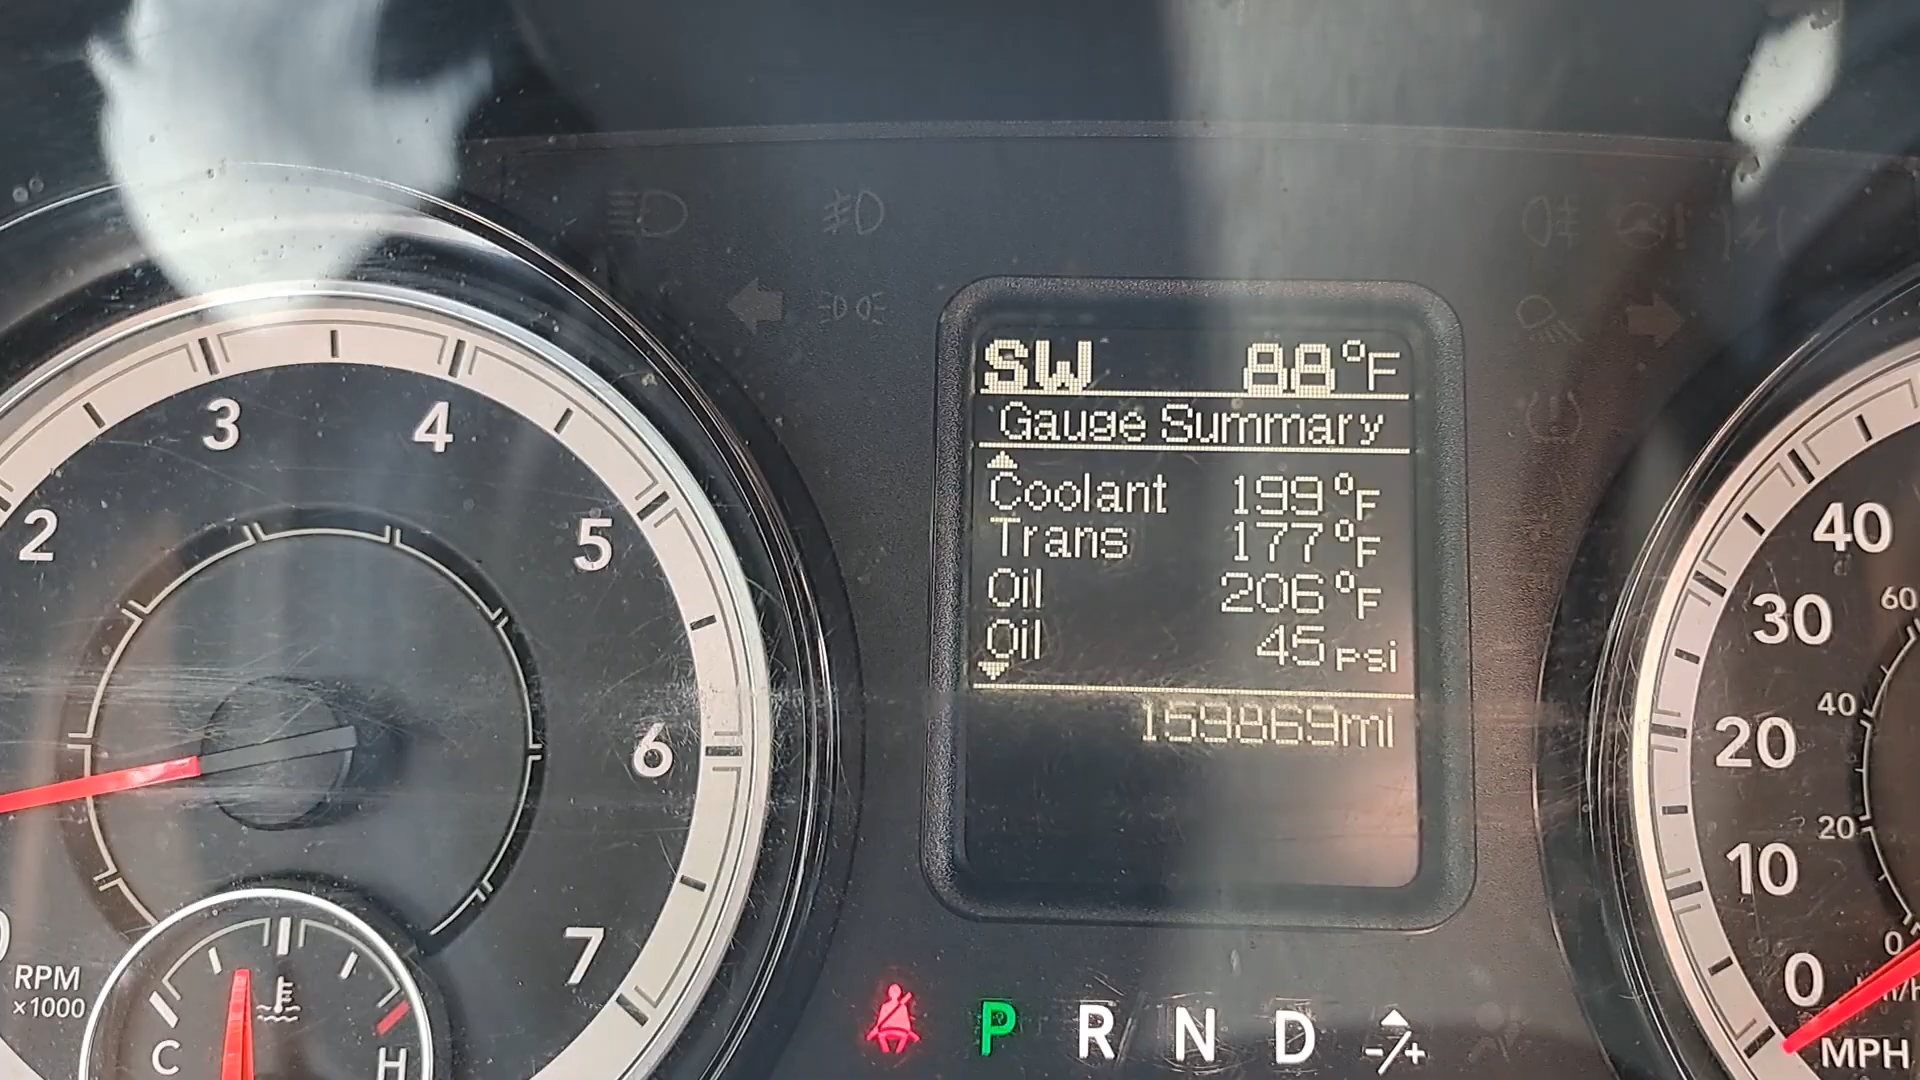 SW 88°F
Gauge Summary
Coolant 199°F
Trans 177°F
Oil 206°F
Oil 45 psi
159869mi
2
3
4
5
6
7
RPM
x1000
C
H
P R N D -/+
40
30
20
10
0
MPH
60
40
20
0